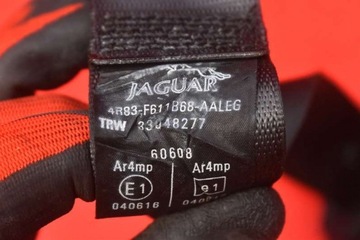 JAGUAR
4R83-F611B68-AALEG
TRW 33048277
60608
Ar4mp Ar4mp
E1 91
040616